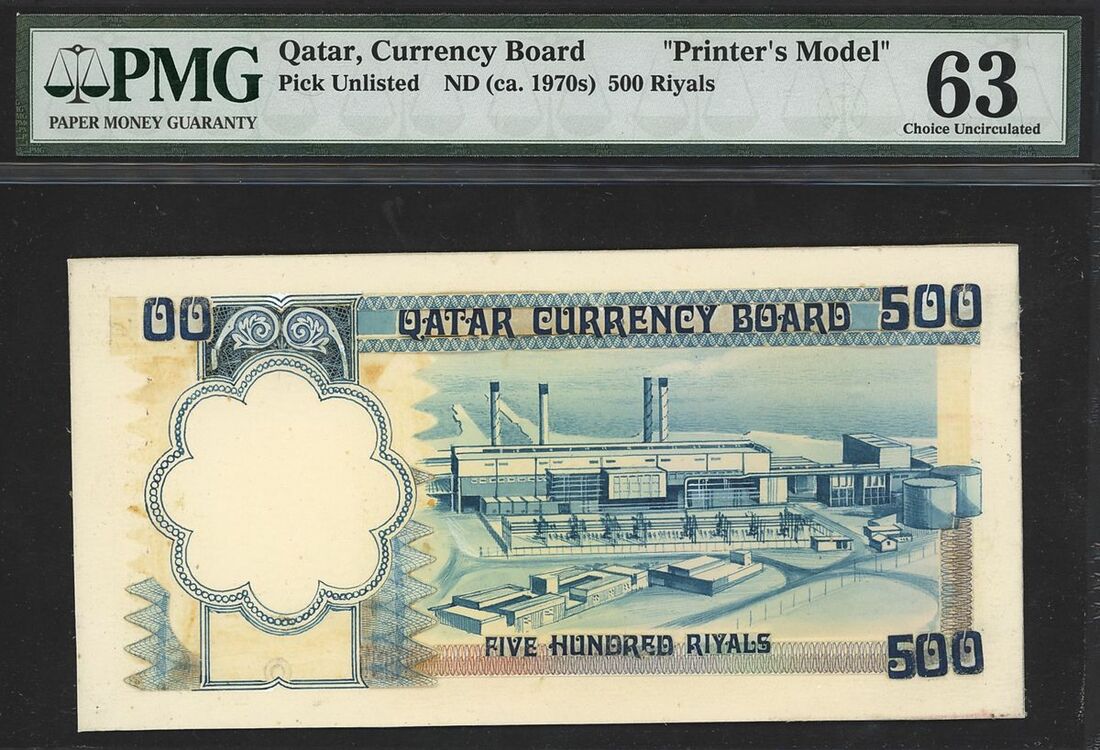 PMG
PAPER MONEY GUARANTY
Qatar, Currency Board "Printer's Model"
Pick Unlisted ND (ca. 1970s) 500 Riyals
63
Choice Uncirculated
00 QATAR CURRENCY BOARD 500
FIVE HUNDRED RIYALS 500